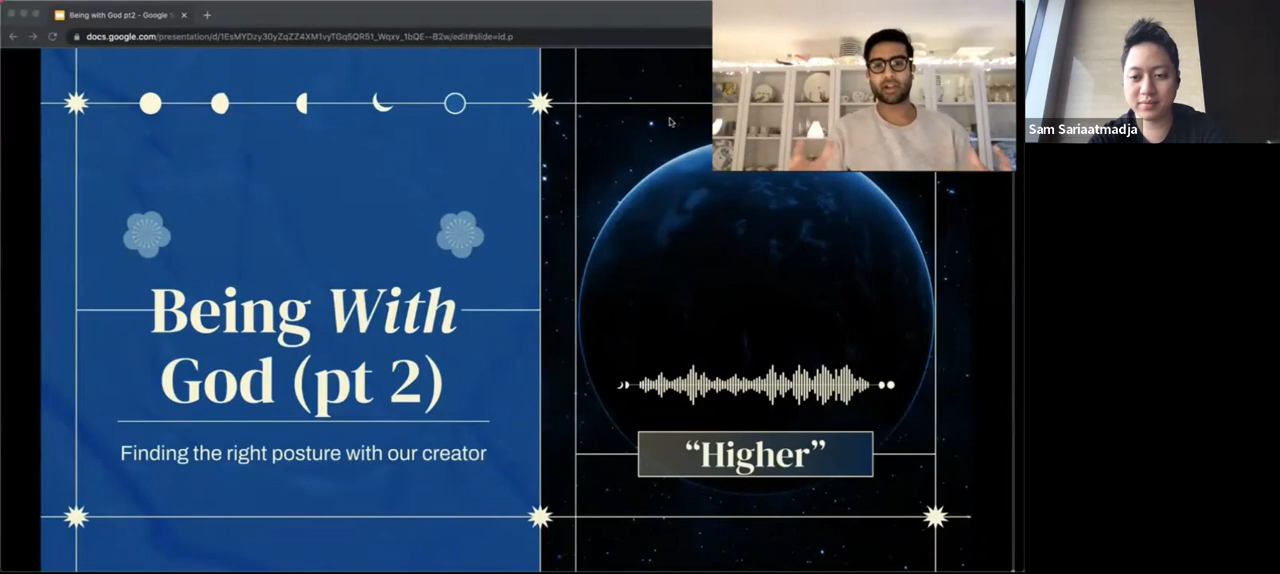 Being with God pt2 - Google S
docs.google.com/presentation/d/1EsMYDzy30yZqZZ4XM1vyTGq5QR51_Wqxv_1bQE--B2w/edit#slide=id.p
Sam Sariaatmadja
Being With
God (pt 2)
Finding the right posture with our creator
“Higher”